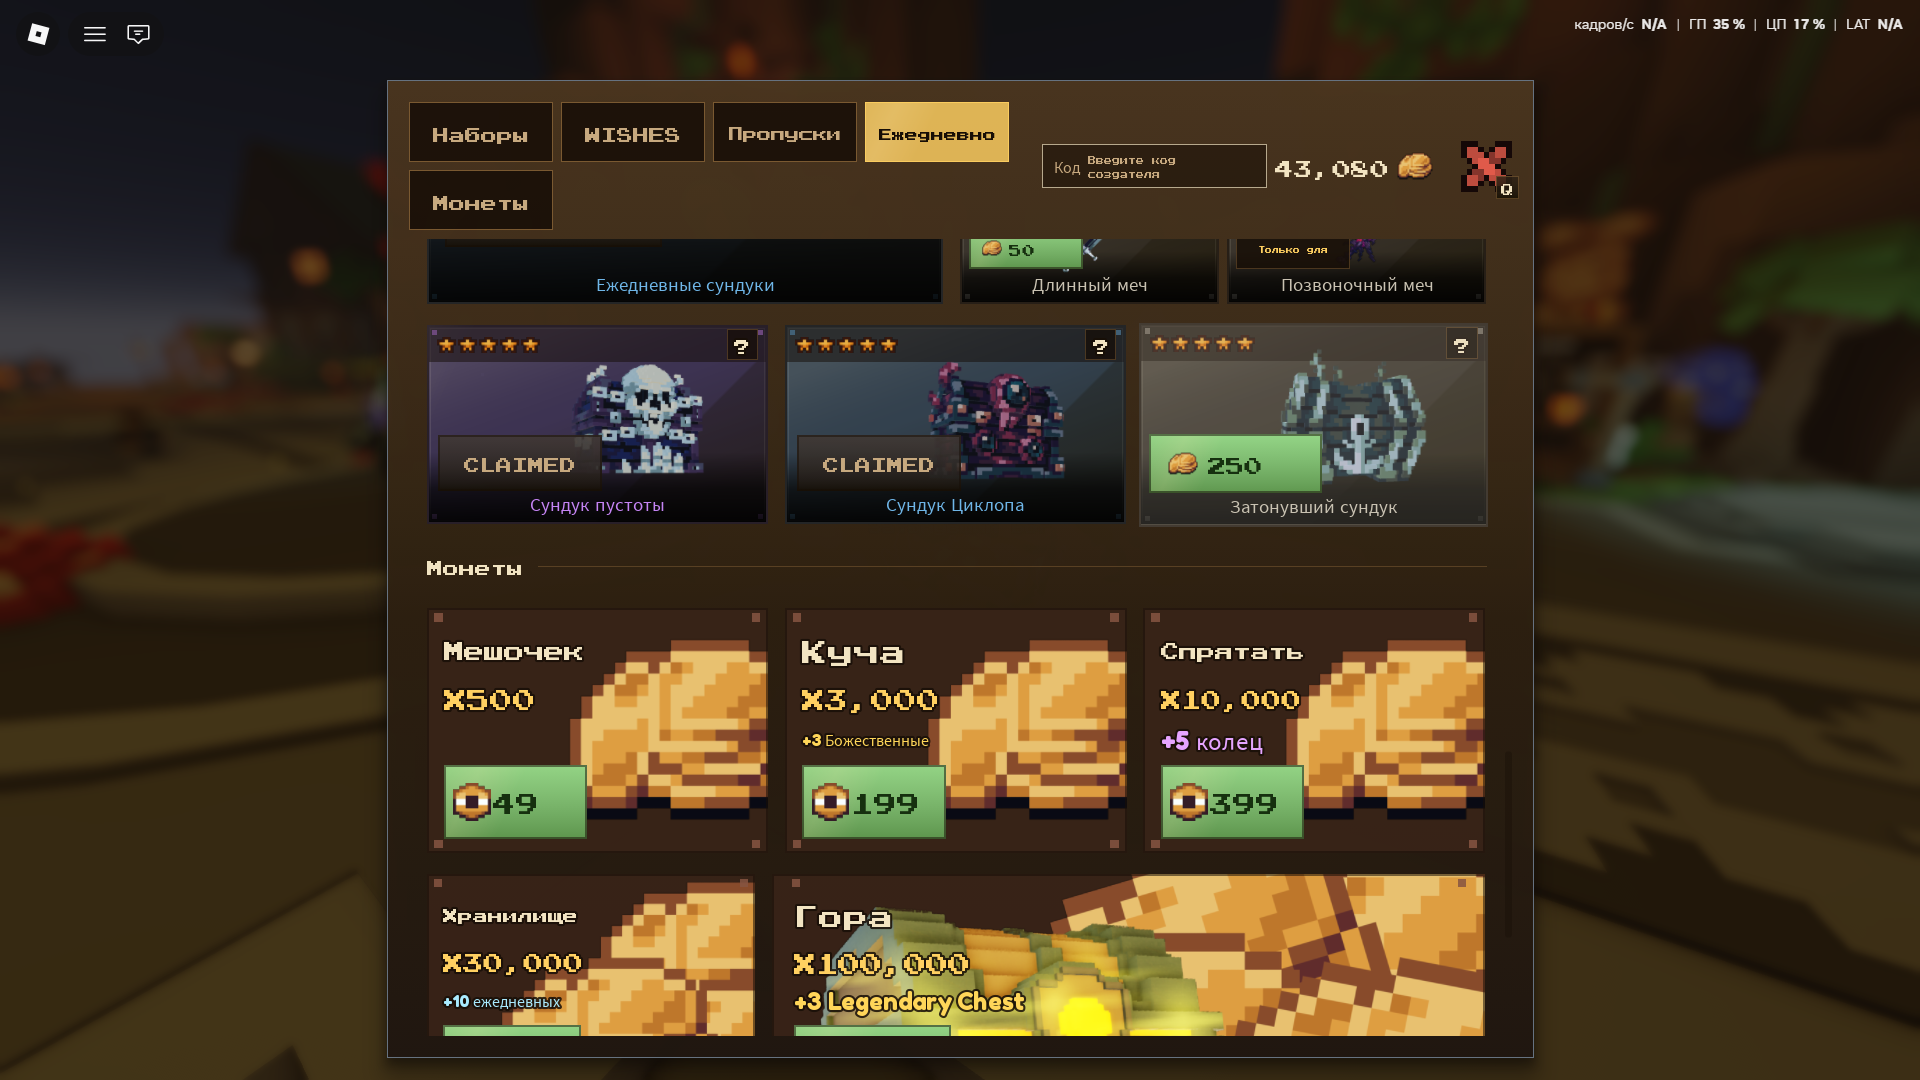 кадров/с N/A | ГП 35 % | ЦП 17 % | LAT N/A
Наборы
WISHES
Пропуски
Ежедневно
Монеты
Код
Введите код
создателя
43,080
Q
Ежедневные сундуки
50
Длинный меч
Только для
Позвоночный меч
?
CLAIMED
Сундук пустоты
?
CLAIMED
Сундук Циклопа
?
250
Затонувший сундук
Монеты
Мешочек
X500
49
Куча
X3,000
+3 Божественные
199
Спрятать
X10,000
+5 колец
399
Хранилище
X30,000
+10 ежедневных
Гора
X100,000
+3 Legendary Chest